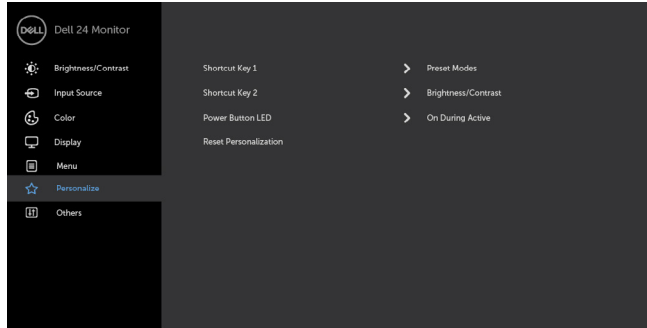 DELL Dell 24 Monitor
Brightness/Contrast Shortcut Key 1 Preset Modes
Input Source Shortcut Key 2 Brightness/Contrast
Color Power Button LED On During Active
Display Reset Personalization
Menu
Personalize
Others